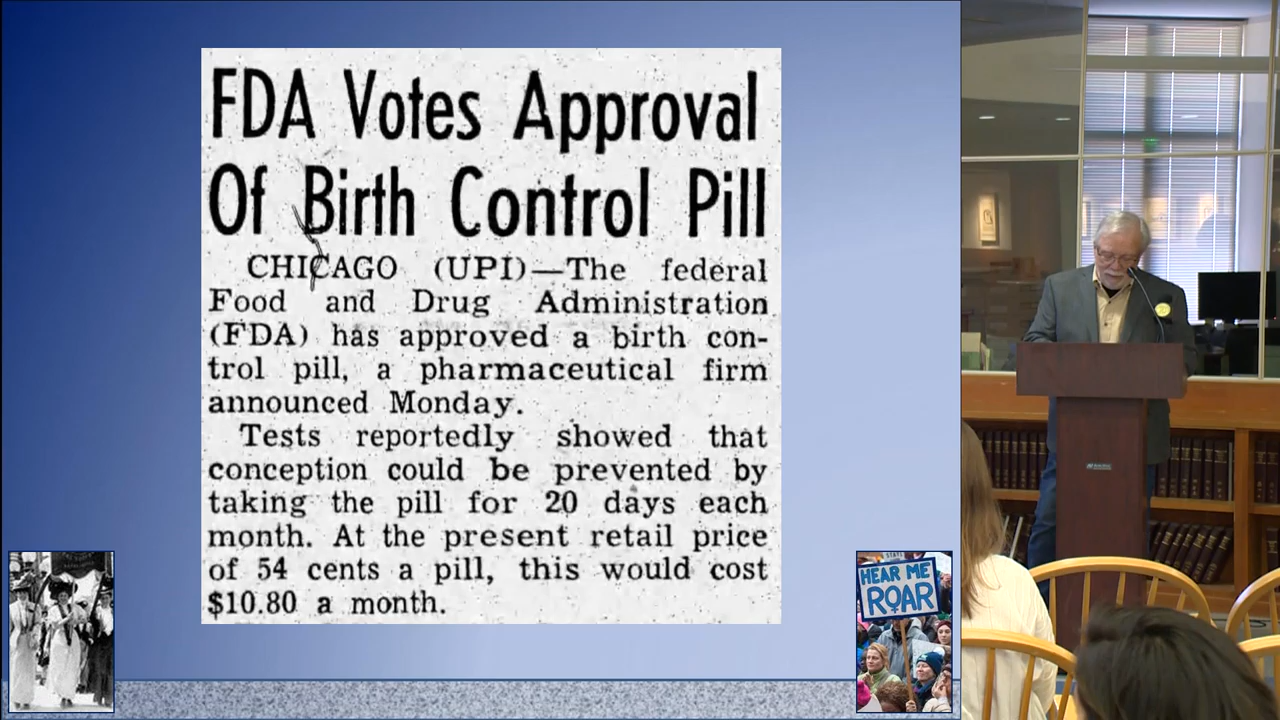 FDA Votes Approval
Of Birth Control Pill
CHICAGO (UPI)—The federal
Food and Drug Administration
(FDA) has approved a birth con-
trol pill, a pharmaceutical firm
announced Monday.
Tests reportedly showed that
conception could be prevented by
taking the pill for 20 days each
month. At the present retail price
of 54 cents a pill, this would cost
$10.80 a month.
HEAR ME
ROAR